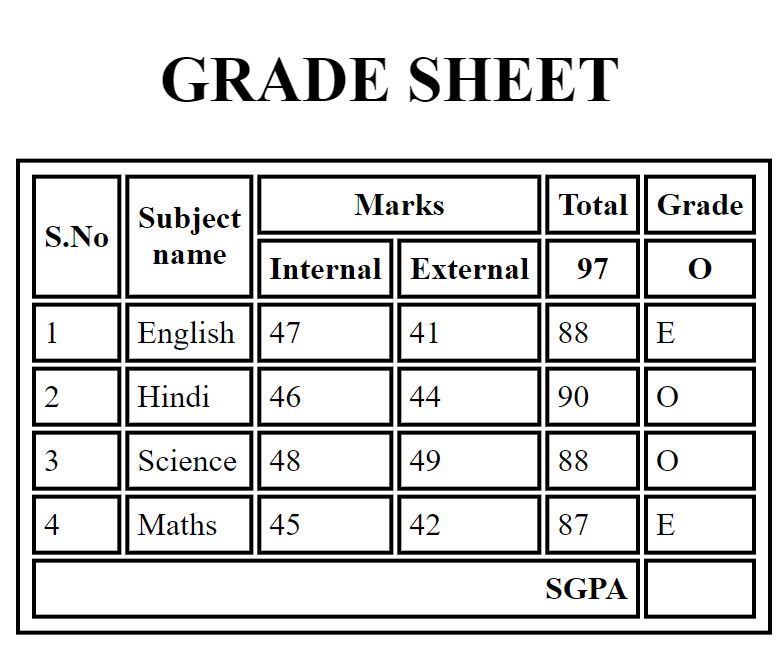 GRADE SHEET
S.No Subject name Marks Total Grade
Internal External 97 O
1 English 47 41 88 E
2 Hindi 46 44 90 O
3 Science 48 49 88 O
4 Maths 45 42 87 E
SGPA